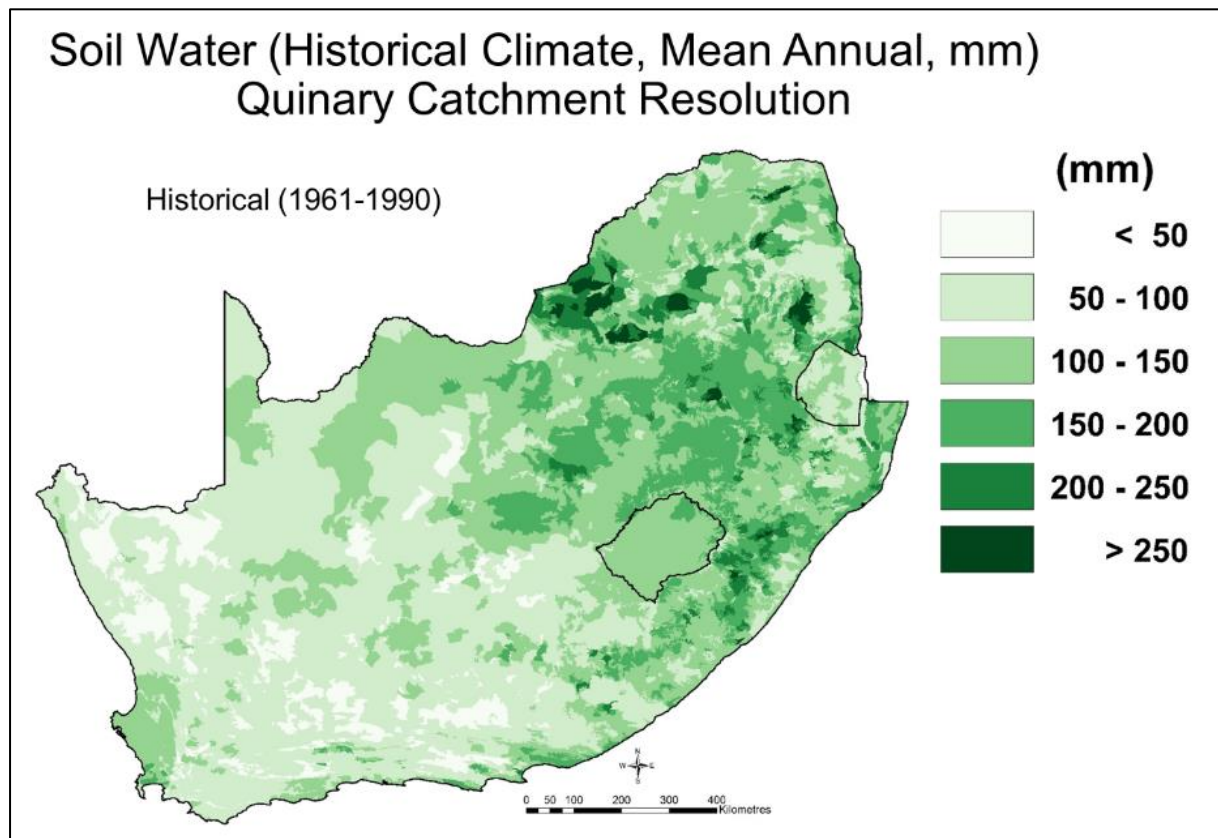 Soil Water (Historical Climate, Mean Annual, mm)
Quinary Catchment Resolution
Historical (1961-1990)
(mm)
< 50
50 - 100
100 - 150
150 - 200
200 - 250
> 250
N
W E
S
0 25 50 100 200 300 400
Kilometres